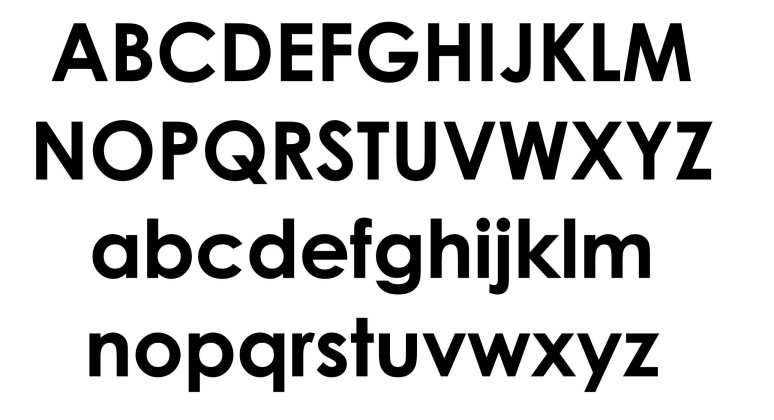 ABCDEFGHIJKLM
NOPQRSTUVWXYZ
abcdefghijklm
nopqrstuvwxyz